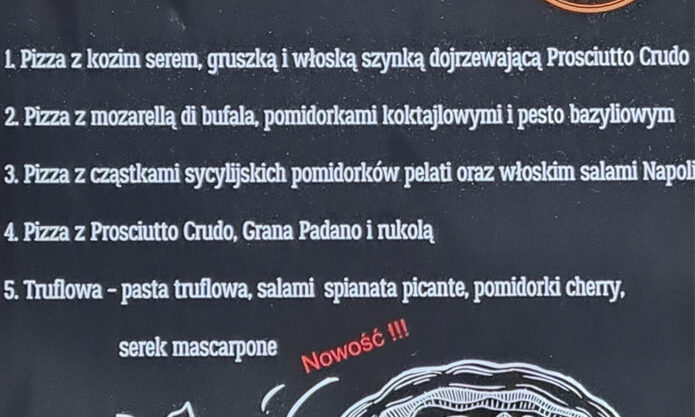 1. Pizza z kozim serem, gruszką i włoską szynką dojrzewającą Prosciutto Crudo
2. Pizza z mozarellą di bufala, pomidorkami koktajlowymi i pesto bazyliowym
3. Pizza z cząstkami sycylijskich pomidorków pelati oraz włoskim salami Napoli
4. Pizza z Prosciutto Crudo, Grana Padano i rukolą
5. Truflowa – pasta truflowa, salami spianata picante, pomidorki cherry,
serek mascarpone
Nowość !!!